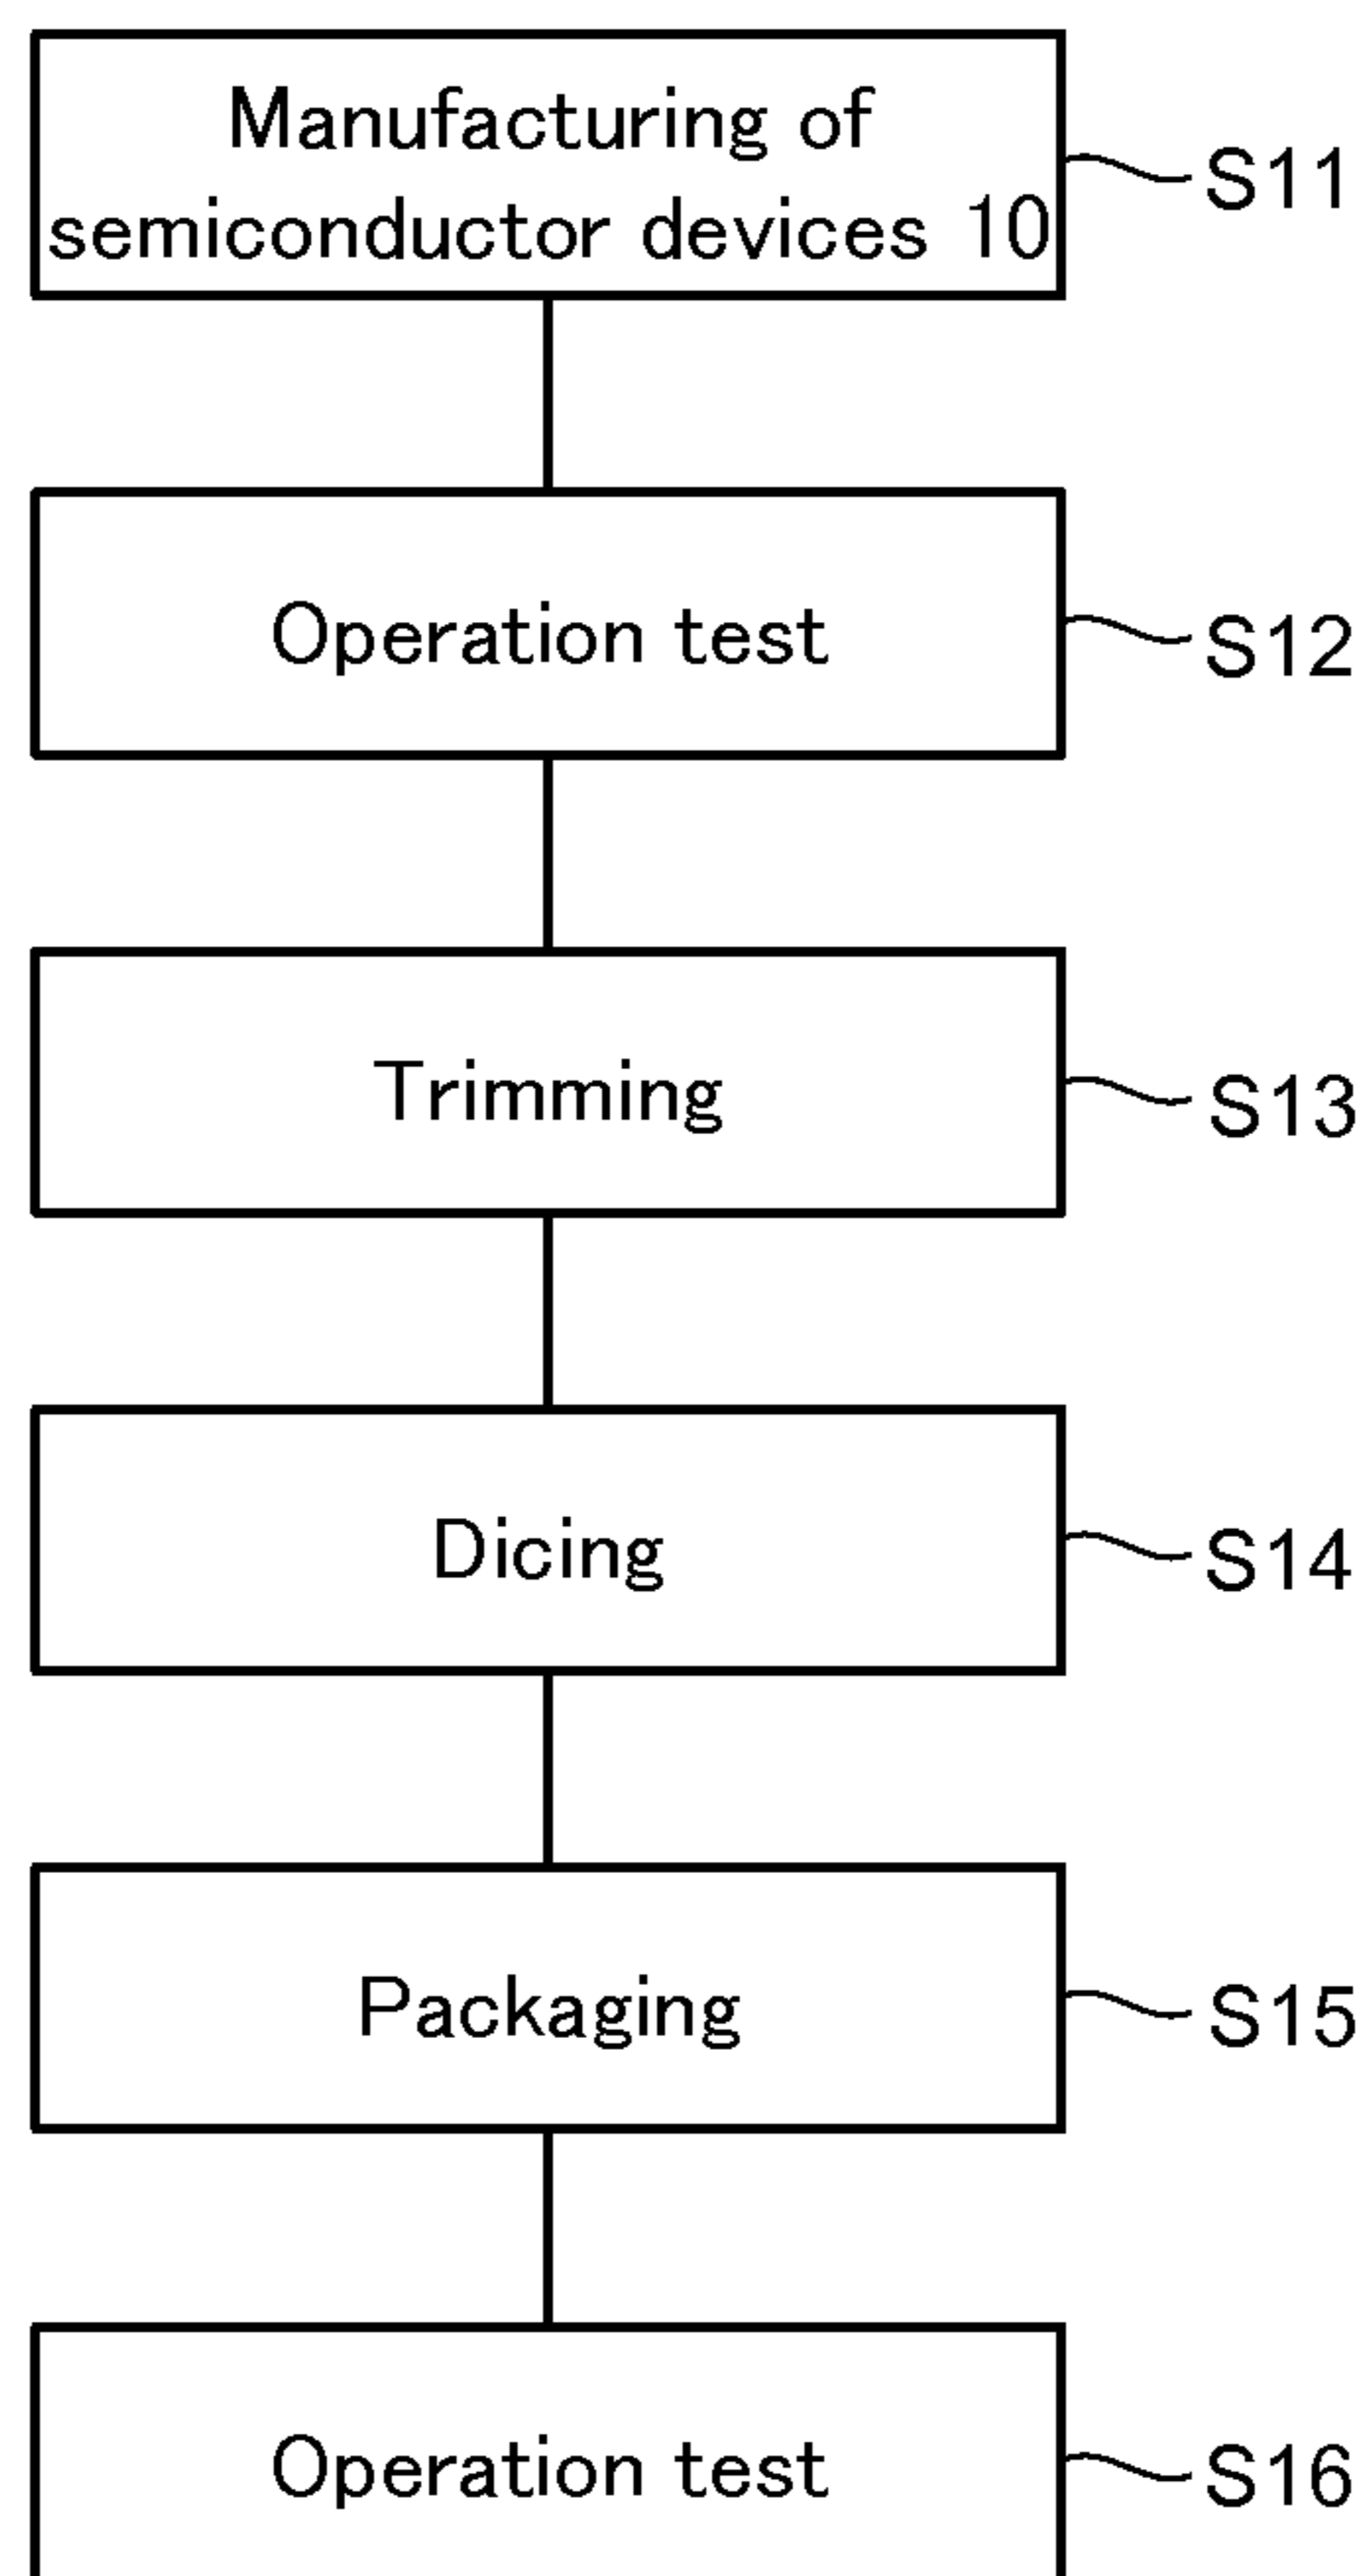 Manufacturing of
semiconductor devices 10
S11
Operation test
S12
Trimming
S13
Dicing
S14
Packaging
S15
Operation test
S16